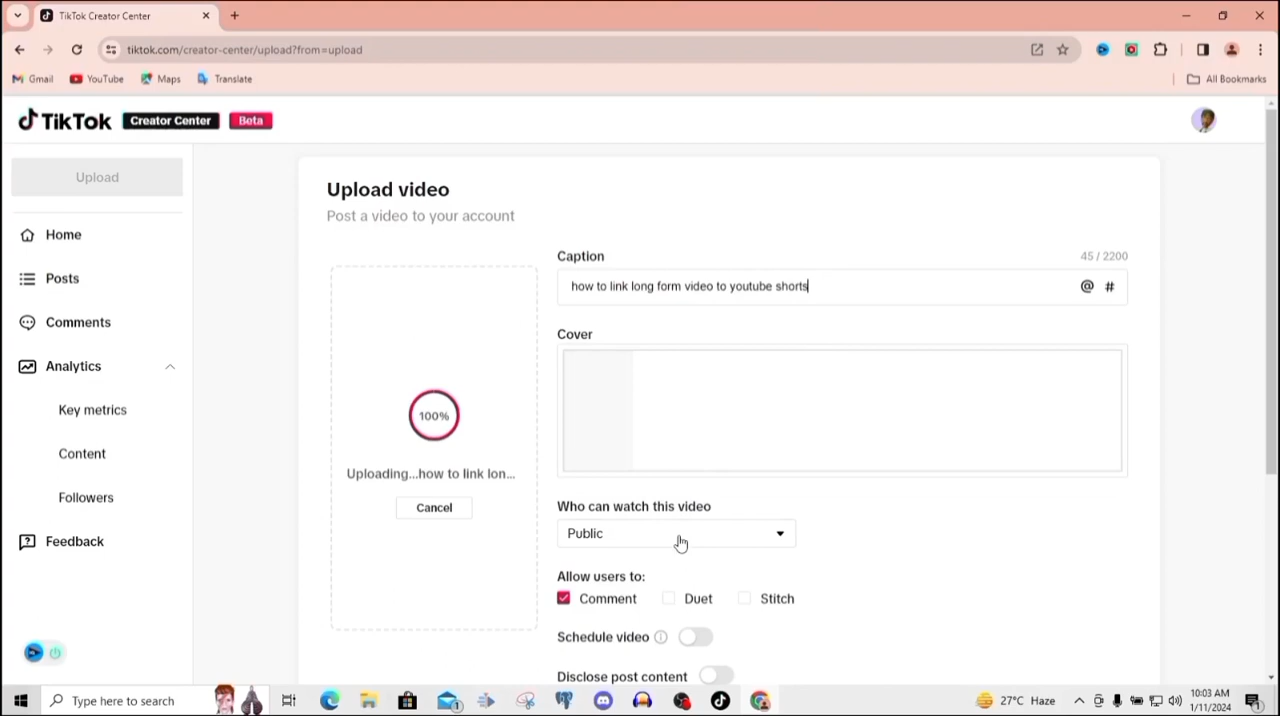 TikTok Creator Center
tiktok.com/creator-center/upload?from=upload
Gmail
YouTube
Maps
Translate
All Bookmarks
TikTok
Creator Center
Beta
Upload
Home
Posts
Comments
Analytics
Key metrics
Content
Followers
Feedback
Upload video
Post a video to your account
100%
Uploading...how to link lon...
Cancel
Caption
45 / 2200
how to link long form video to youtube shorts
@ #
Cover
Who can watch this video
Public
Allow users to:
Comment
Duet
Stitch
Schedule video
Disclose post content
Type here to search
27°C Haze
10:03 AM
1/11/2024